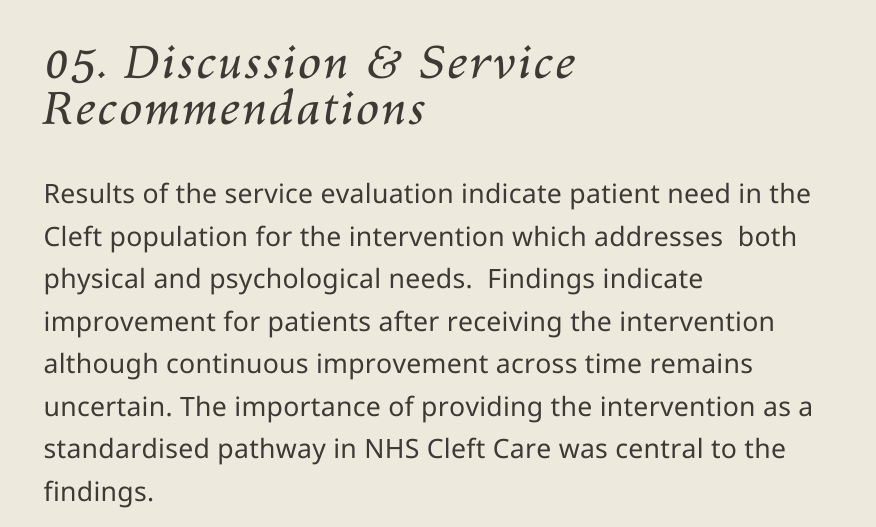 05. Discussion & Service
Recommendations
Results of the service evaluation indicate patient need in the
Cleft population for the intervention which addresses  both
physical and psychological needs.  Findings indicate
improvement for patients after receiving the intervention
although continuous improvement across time remains
uncertain. The importance of providing the intervention as a
standardised pathway in NHS Cleft Care was central to the
findings.